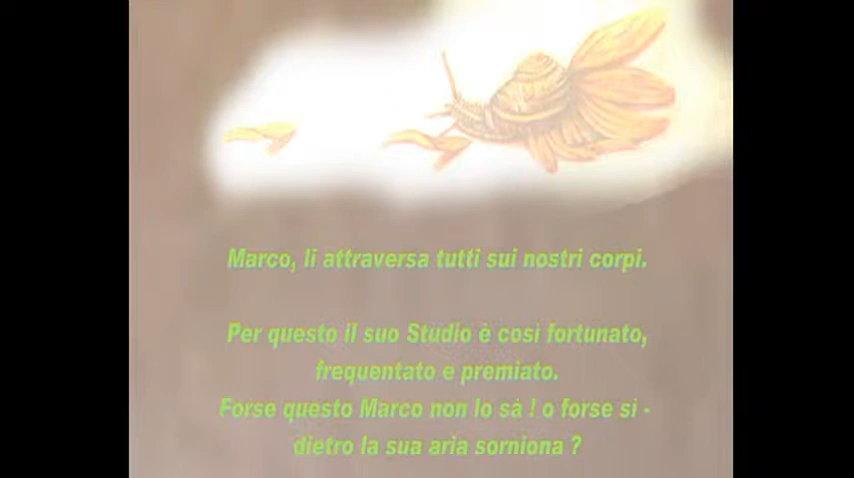 Marco, li attraversa tutti sui nostri corpi.
Per questo il suo Studio è così fortunato,
frequentato e premiato.
Forse questo Marco non lo sà ! o forse si -
dietro la sua aria sorniona ?